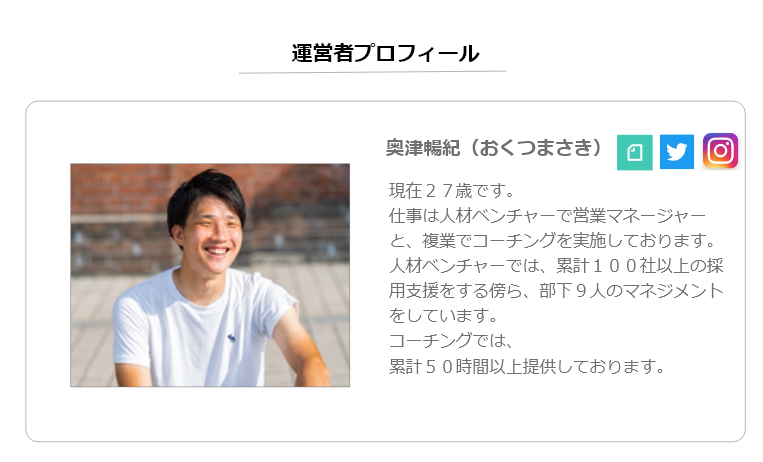 運営者プロフィール
奥津暢紀（おくつまさき）
現在２７歳です。
仕事は人材ベンチャーで営業マネージャー
と、複業でコーチングを実施しております。
人材ベンチャーでは、累計１００社以上の採
用支援をする傍ら、部下９人のマネジメント
をしています。
コーチングでは、
累計５０時間以上提供しております。